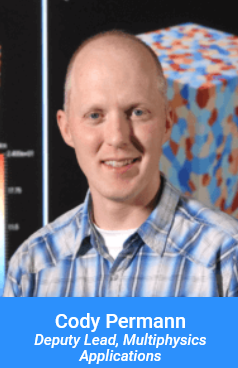 Cody Permann
Deputy Lead, Multiphysics
Applications